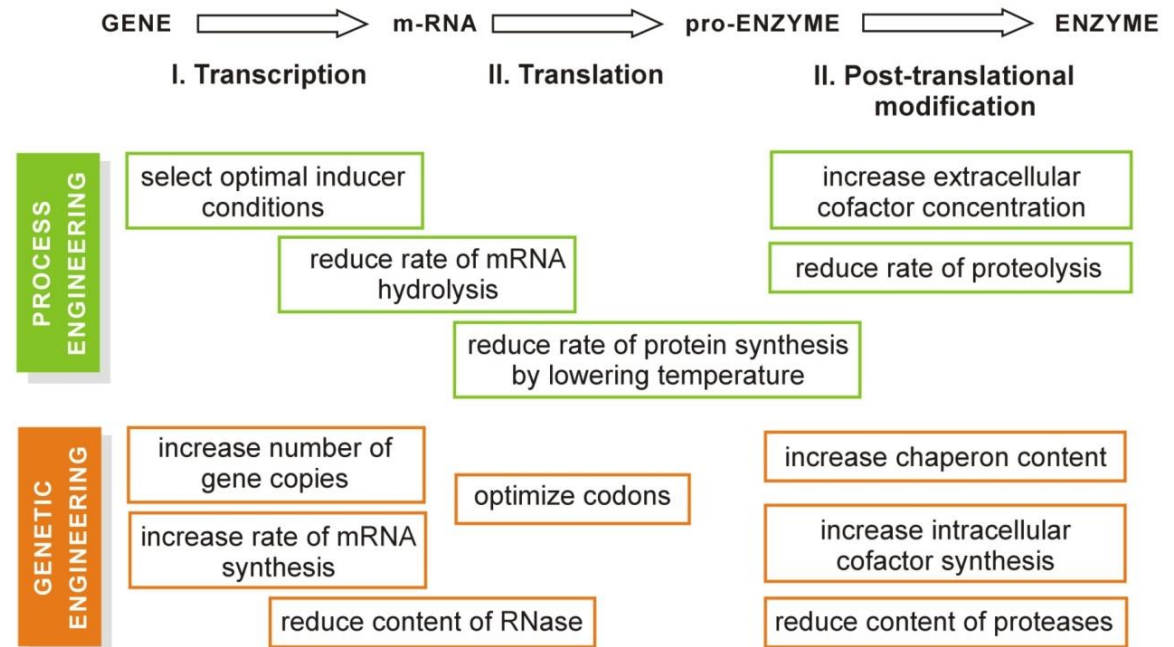 GENE
m-RNA
pro-ENZYME
ENZYME
I. Transcription
II. Translation
II. Post-translational
modification
PROCESS
ENGINEERING
select optimal inducer
conditions
reduce rate of mRNA
hydrolysis
reduce rate of protein synthesis
by lowering temperature
increase extracellular
cofactor concentration
reduce rate of proteolysis
GENETIC
ENGINEERING
increase number of
gene copies
increase rate of mRNA
synthesis
reduce content of RNase
optimize codons
increase chaperon content
increase intracellular
cofactor synthesis
reduce content of proteases